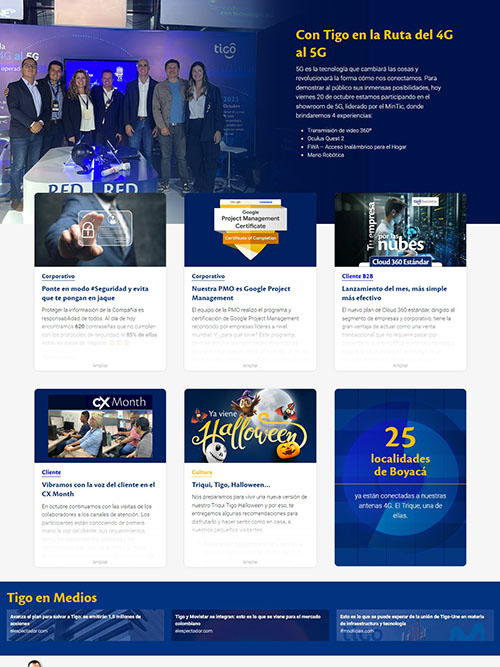 tigo
Con Tigo en la Ruta del 4G
al 5G
5G es la tecnología que cambiará las cosas y
revolucionará la forma cómo nos conectamos. Para
demostrar al público sus inmensas posibilidades, hoy
viernes 20 de octubre estamos participando en el
showroom de 5G, liderado por el MinTic, donde
brindaremos 4 experiencias:
Transmisión de video 360º
Oculus Quest 2
FWA – Acceso Inalámbrico para el Hogar
Mano Robótica
RED RED
Google
Project Management
Certificate
Certificate of Completion
Tu empresa
por las
nubes
Cloud 360 Estándar
Corporativo
Ponte en modo #Seguridad y evita
que te pongan en jaque
Proteger la información de la Compañía es
responsabilidad de todos. Al día de hoy
encontramos 620 contraseñas que no cumplen
con los protocolos de seguridad, el 85% de ellas
Ampliar
Corporativo
Nuestra PMO es Google Project
Management
El equipo de la PMO realizó el programa y
certificación de Google Project Management
reconocido por empresas líderes a nivel
mundial. Y, ¿para qué sirve? Este programa,
Ampliar
Cliente B2B
Lanzamiento del mes, más simple
más efectivo
El nuevo plan de Cloud 360 estándar, dirigido al
segmento de empresas y corporativo, tiene la
gran ventaja de actuar como una venta
transaccional que no requiere pasar por
Ampliar
CX Month
Cliente
Vibramos con la voz del cliente en el
CX Month
En octubre continuamos con las visitas de los
colaboradores a los canales de atención. Los
participantes están conociendo de primera
mano la voz del cliente, sus requerimientos,
Ampliar
Ya viene
Halloween
Cultura
Triqui, Tigo, Halloween...
Nos preparamos para vivir una nueva versión de
nuestro Triqui Tigo Halloween y por eso, te
entregamos algunas recomendaciones para
disfrutarlo y hacer sentir como en casa, a
nuestros pequeños visitantes.
Ampliar
25
localidades
de Boyacá
ya están conectadas a nuestras
antenas 4G. El Trique, una de
ellas.
Tigo en Medios
Avanza el plan para salvar a Tigo: se emitirán 1,5 millones de
acciones
elespectador.com
Tigo y Movistar se integran: esto es lo que se viene para el mercado
colombiano
elespectador.com
Esto es lo que se puede esperar de la unión de Tigo-Une en materia
de infraestructura y tecnología
ifmnoticias.com